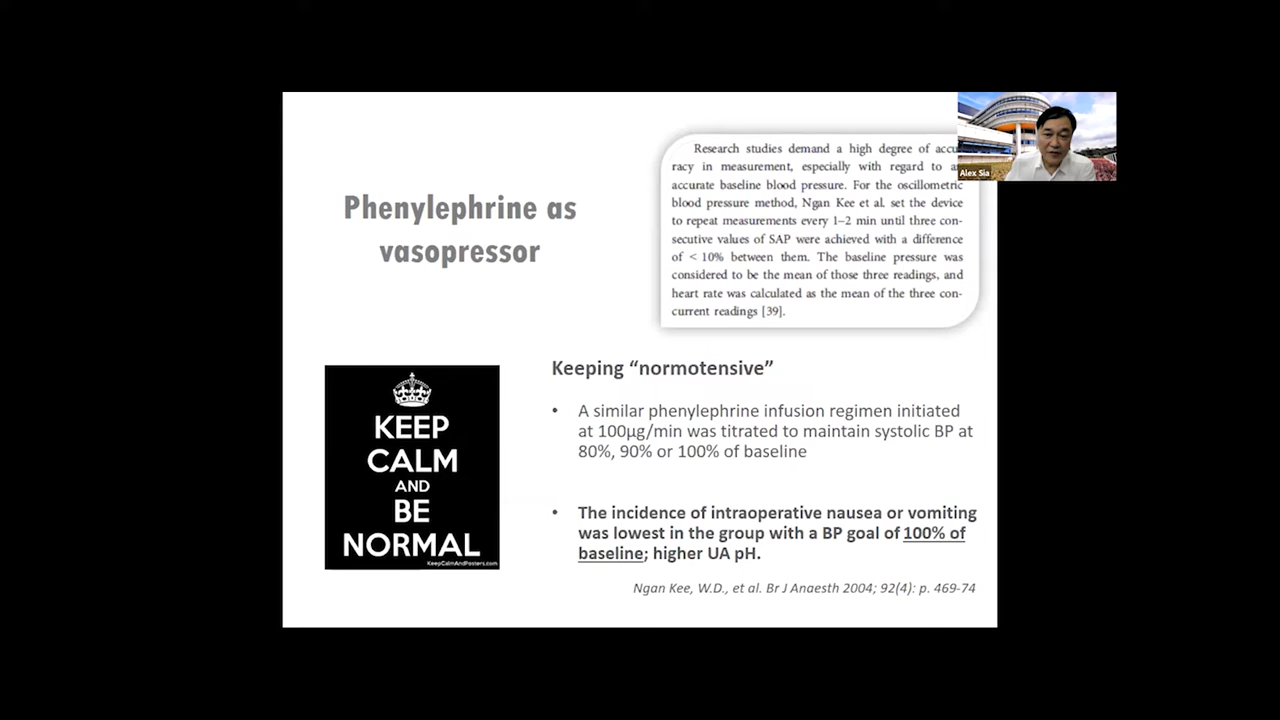 Phenylephrine as
vasopressor
Research studies demand a high degree of accu
racy in measurement, especially with regard to
accurate baseline blood pressure. For the oscillometric
blood pressure method, Ngan Kee et al. set the device
to repeat measurements every 1–2 min until three con-
secutive values of SAP were achieved with a difference
of < 10% between them. The baseline pressure was
considered to be the mean of those three readings, and
heart rate was calculated as the mean of the three con-
current readings [39].
Alex Sia
KEEP
CALM
AND
BE
NORMAL
KeepCalmAndPosters.com
Keeping “normotensive”
• A similar phenylephrine infusion regimen initiated
at 100µg/min was titrated to maintain systolic BP at
80%, 90% or 100% of baseline
• The incidence of intraoperative nausea or vomiting
was lowest in the group with a BP goal of 100% of
baseline; higher UA pH.
Ngan Kee, W.D., et al. Br J Anaesth 2004; 92(4): p. 469-74